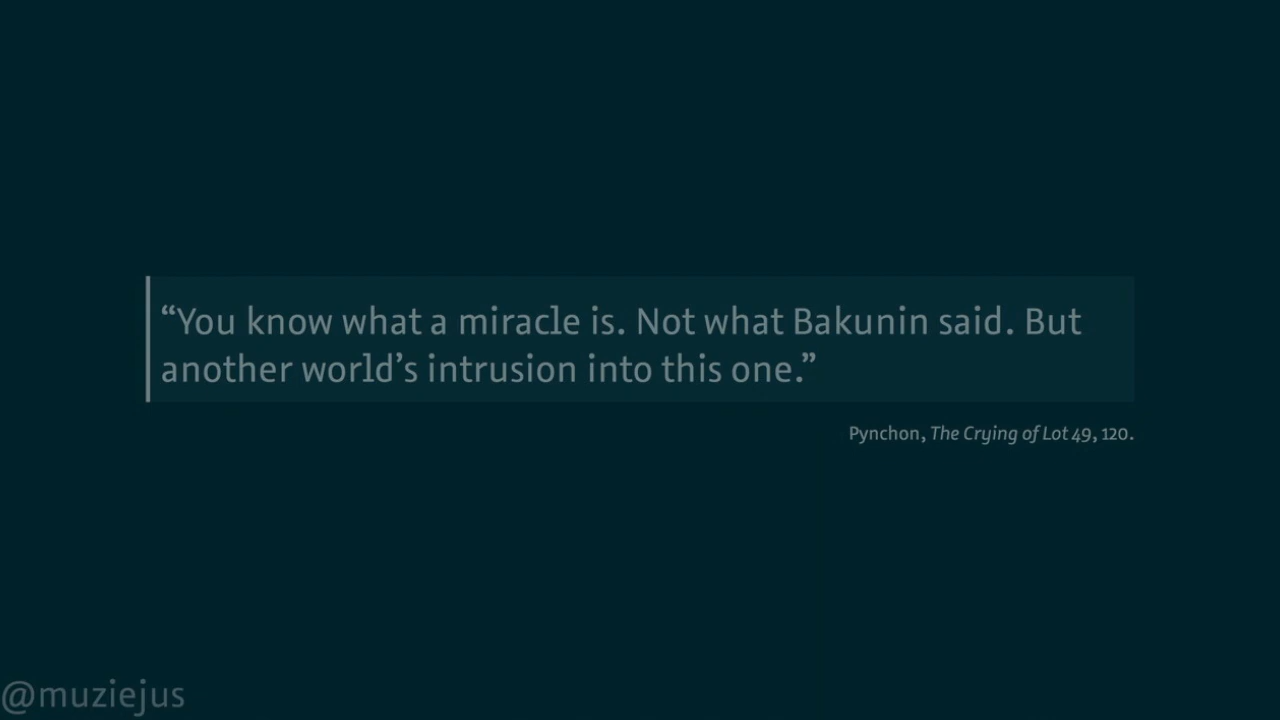 “You know what a miracle is. Not what Bakunin said. But
another world’s intrusion into this one.”
Pynchon, The Crying of Lot 49, 120.
@muziejus